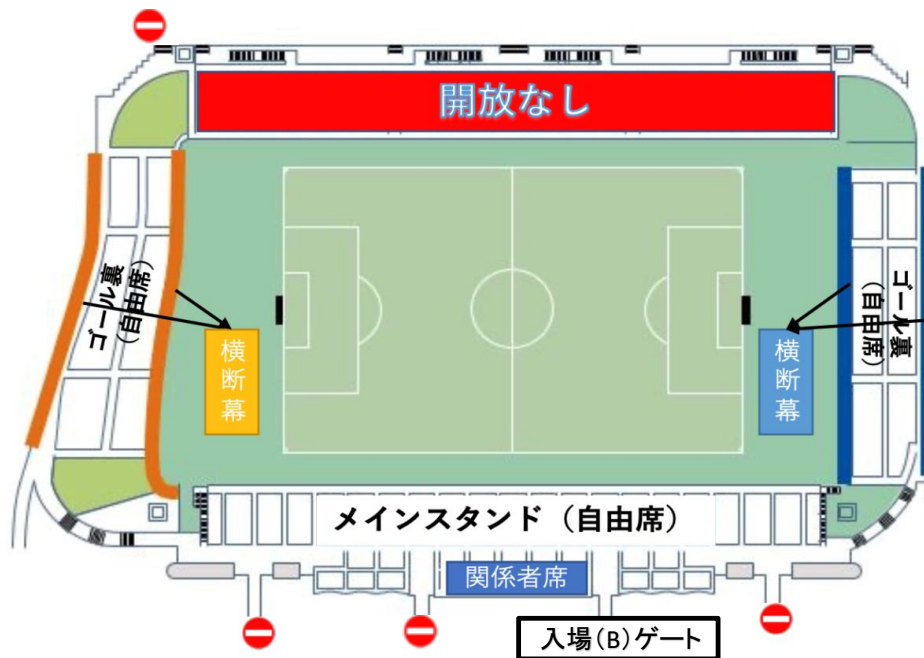 開放なし
ゴール裏
（自由席）
横断幕
横断幕
ゴール裏
（自由席）
メインスタンド（自由席）
関係者席
入場(B)ゲート